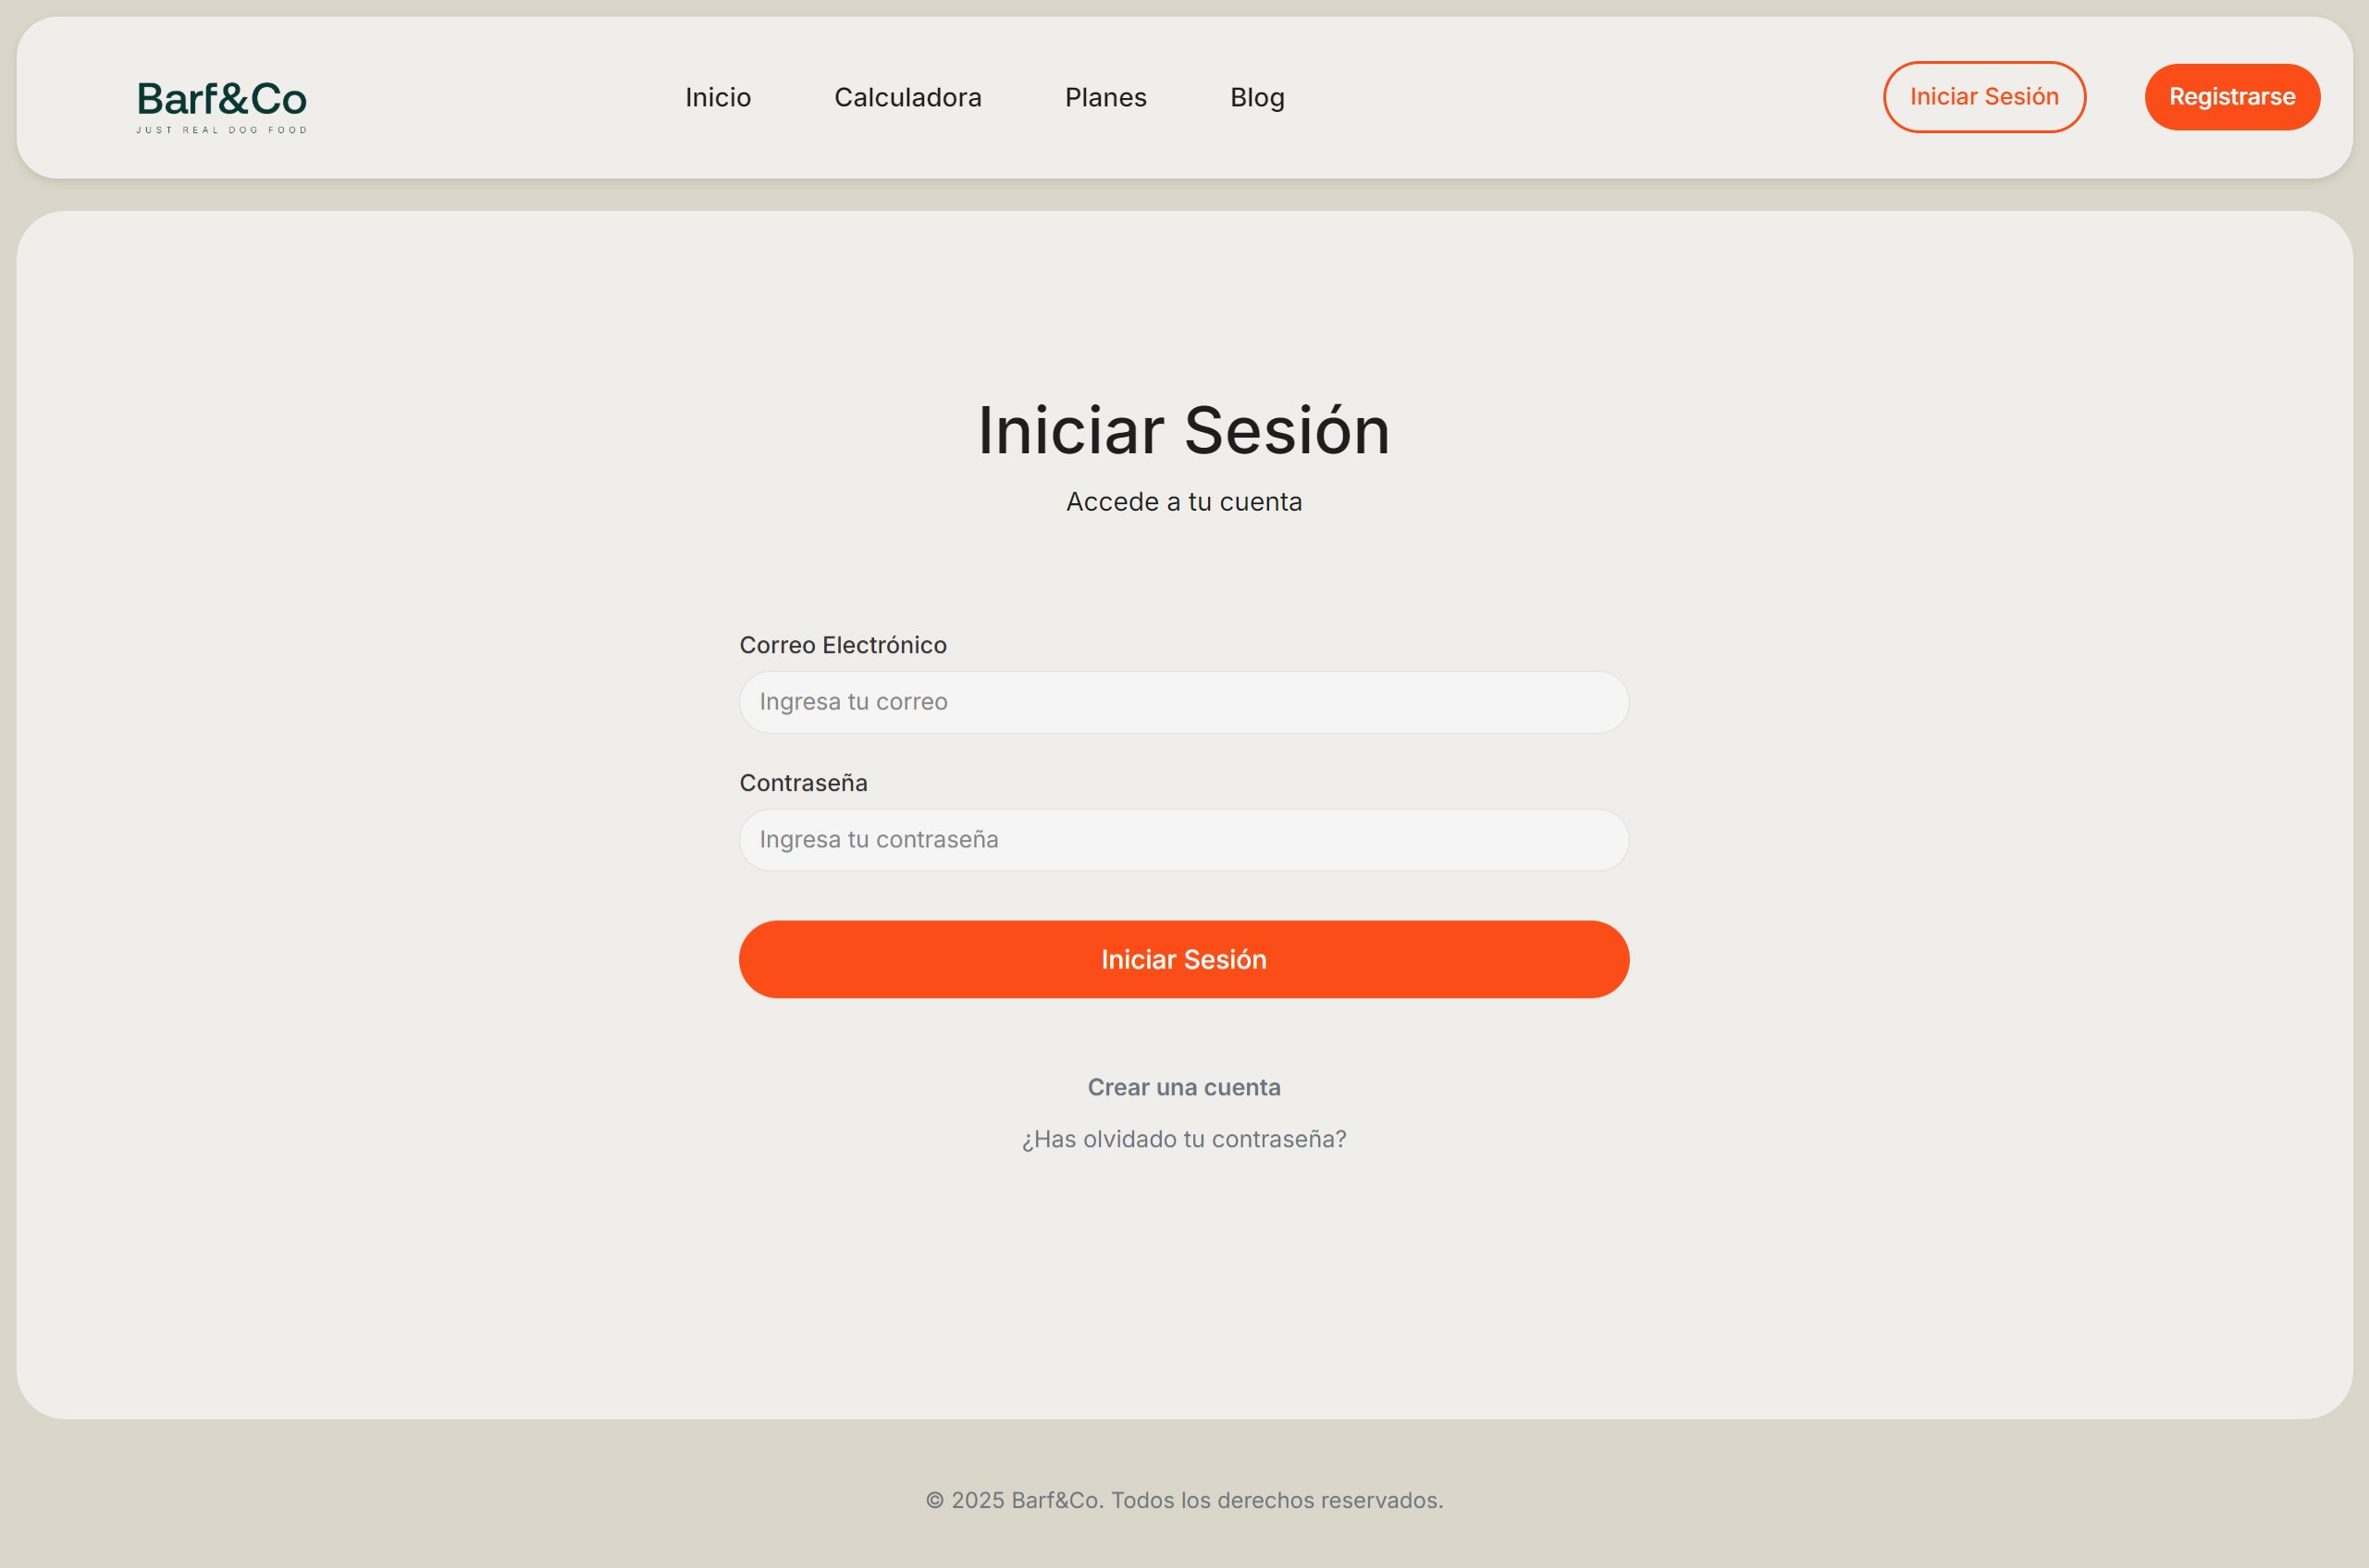 Barf&Co
JUST REAL DOG FOOD
Inicio
Calculadora
Planes
Blog
Iniciar Sesión
Registrarse
Iniciar Sesión
Accede a tu cuenta
Correo Electrónico
Ingresa tu correo
Contraseña
Ingresa tu contraseña
Iniciar Sesión
Crear una cuenta
¿Has olvidado tu contraseña?
© 2025 Barf&Co. Todos los derechos reservados.